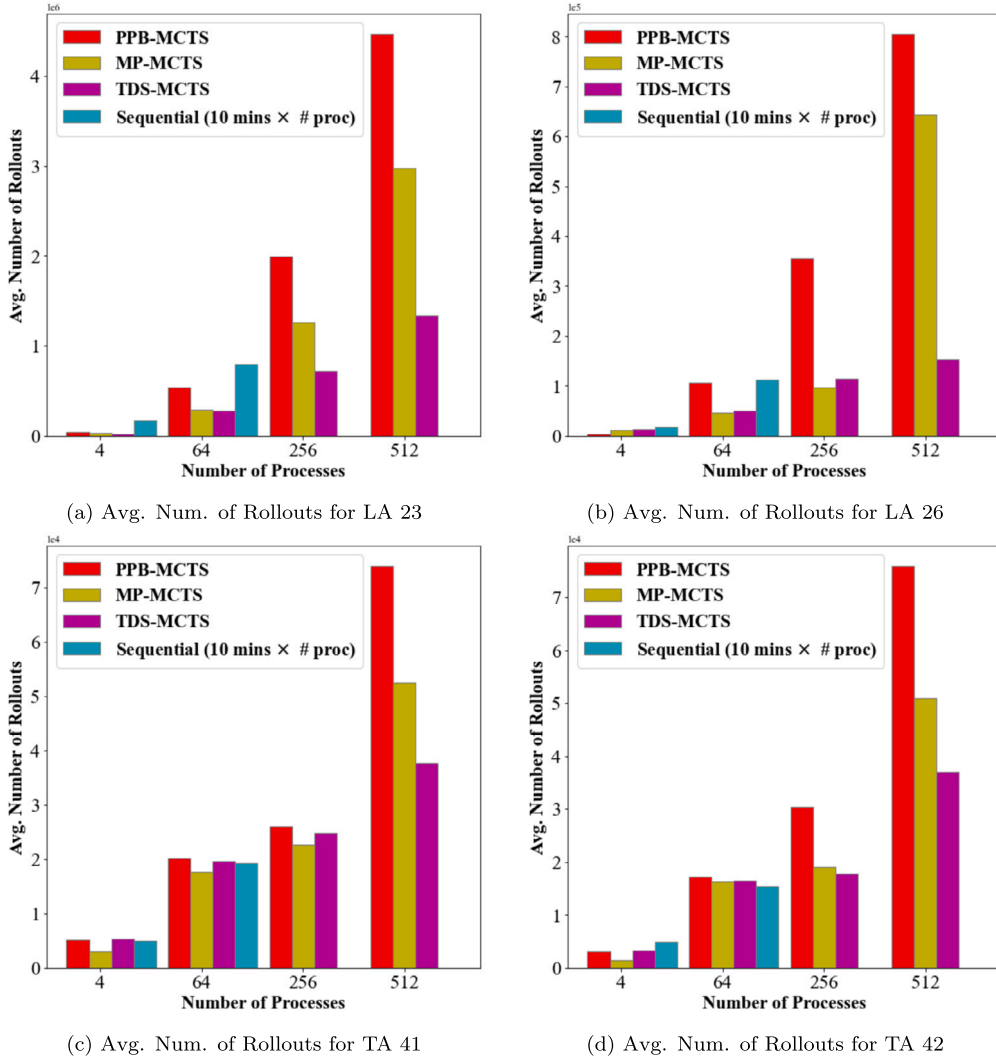 1e6
PPB-MCTS
MP-MCTS
TDS-MCTS
Sequential (10 mins × # proc)
Avg. Number of Rollouts
4
3
2
1
0
4 64 256 512
Number of Processes
(a) Avg. Num. of Rollouts for LA 23
1e5
PPB-MCTS
MP-MCTS
TDS-MCTS
Sequential (10 mins × # proc)
Avg. Number of Rollouts
8
7
6
5
4
3
2
1
0
4 64 256 512
Number of Processes
(b) Avg. Num. of Rollouts for LA 26
1e4
PPB-MCTS
MP-MCTS
TDS-MCTS
Sequential (10 mins × # proc)
Avg. Number of Rollouts
7
6
5
4
3
2
1
0
4 64 256 512
Number of Processes
(c) Avg. Num. of Rollouts for TA 41
1e4
PPB-MCTS
MP-MCTS
TDS-MCTS
Sequential (10 mins × # proc)
Avg. Number of Rollouts
7
6
5
4
3
2
1
0
4 64 256 512
Number of Processes
(d) Avg. Num. of Rollouts for TA 42